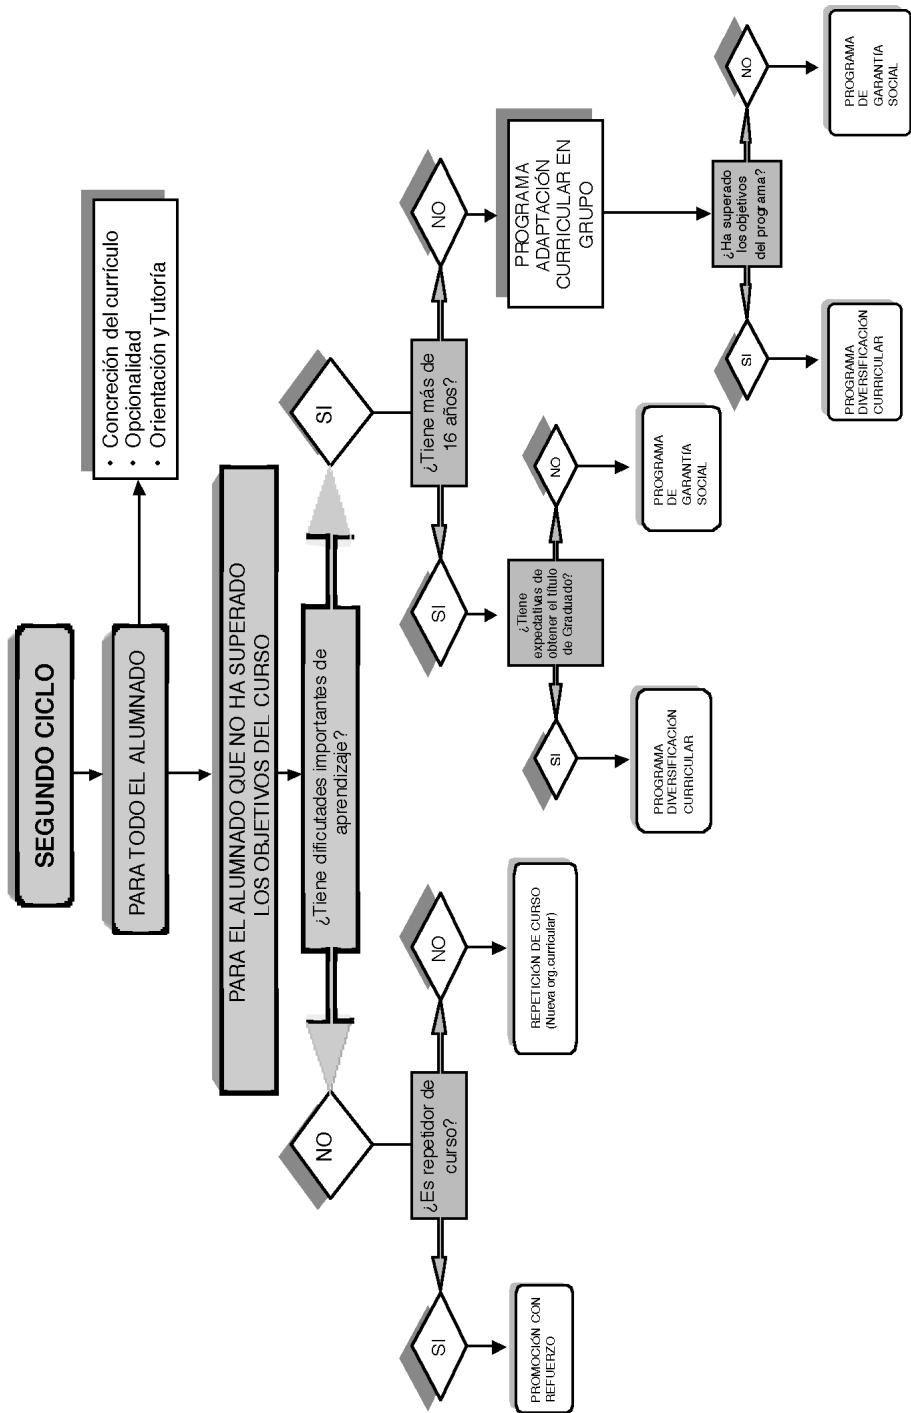 SEGUNDO CICLO
PARA TODO EL ALUMNADO
• Concreción del currículo
• Opcionalidad
• Orientación y Tutoría
PARA EL ALUMNADO QUE NO HA SUPERADO
LOS OBJETIVOS DEL CURSO
¿Tiene dificutades importantes de
aprendizaje?
NO
SI
¿Es repetidor de
curso?
¿Tiene más de
16 años?
SI
NO
SI
NO
PROMOCIÓN CON
REFUERZO
REPETICIÓN DE CURSO
(Nueva org.curricular)
¿Tiene
expectativas de
obtener el título
de Graduado?
PROGRAMA
ADAPTACIÓN
CURRICULAR EN
GRUPO
SI
NO
PROGRAMA
DIVERSIFICACIÓN
CURRICULAR
PROGRAMA
DE
GARANTÍA
SOCIAL
¿Ha superado
los objetivos
del programa?
SI
NO
PROGRAMA
DIVERSIFICACIÓN
CURRICULAR
PROGRAMA
DE
GARANTÍA
SOCIAL